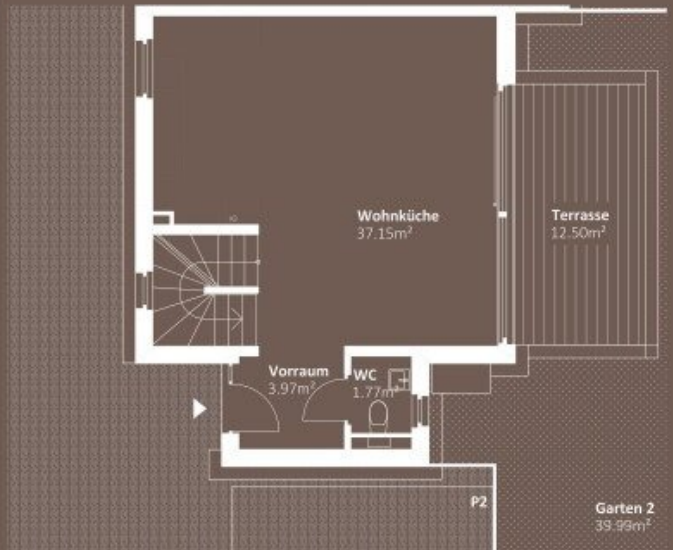 Wohnküche
37.15m²
Terrasse
12.50m²
Vorraum
3.97m²
WC
1.77m²
P2
Garten 2
39.99m²